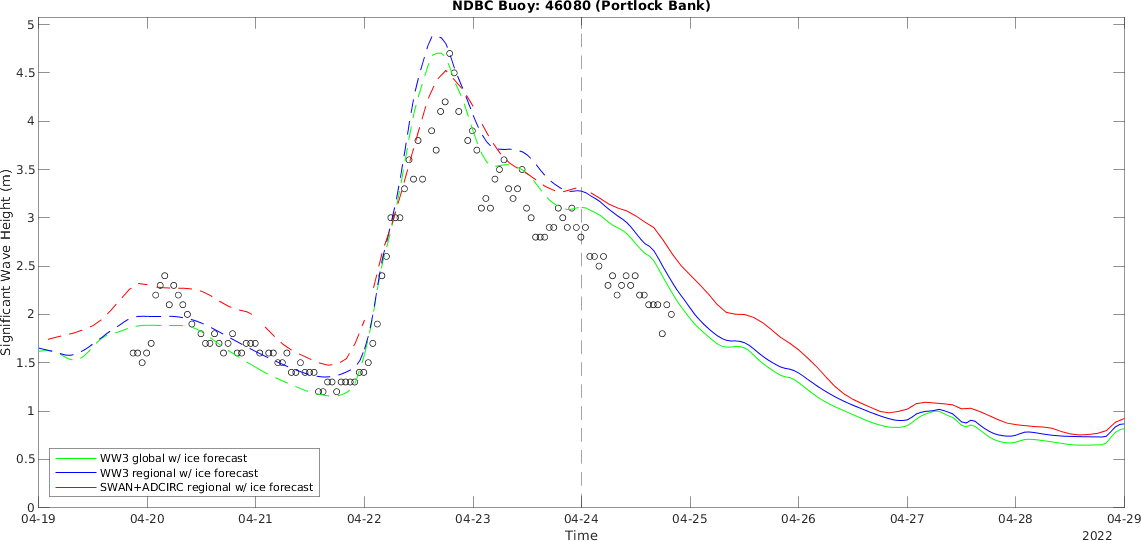 NDBC Buoy: 46080 (Portlock Bank)
5
4.5
4
3.5
3
2.5
2
1.5
1
0.5
0
Significant Wave Height (m)
WW3 global w/ ice forecast
WW3 regional w/ ice forecast
SWAN+ADCIRC regional w/ ice forecast
04-19 04-20 04-21 04-22 04-23 04-24 04-25 04-26 04-27 04-28 04-29
Time
2022